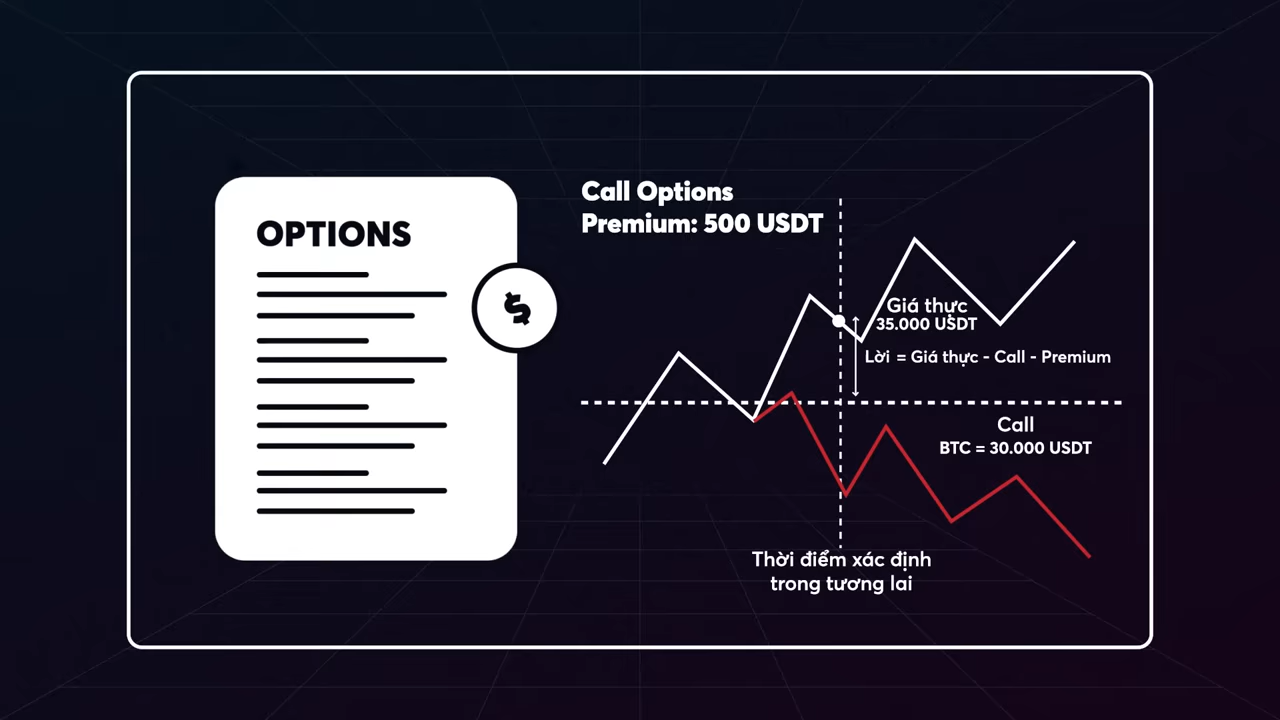 OPTIONS
$
Call Options
Premium: 500 USDT
Giá thực
35.000 USDT
Lời = Giá thực - Call - Premium
Call
BTC = 30.000 USDT
Thời điểm xác định
trong tương lai